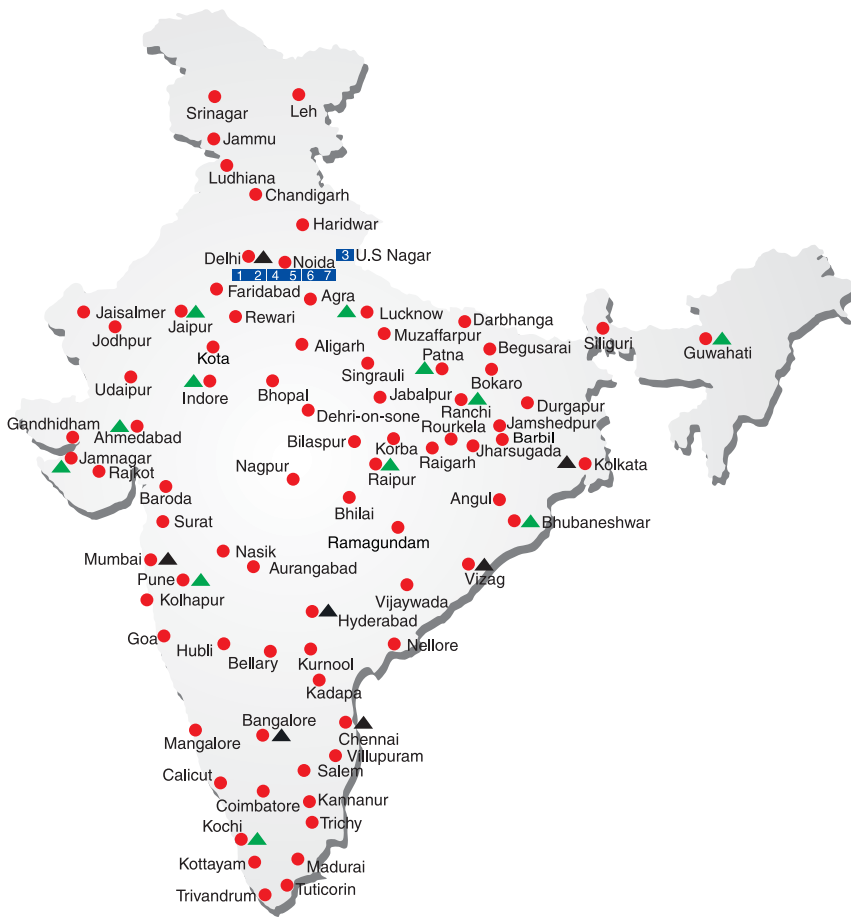 Srinagar
Leh
Jammu
Ludhiana
Chandigarh
Haridwar
Delhi
Noida
3 U.S Nagar
1 2 4 5 6 7
Faridabad
Agra
Jaisalmer
Jaipur
Rewari
Lucknow
Darbhanga
Jodhpur
Muzaffarpur
Siliguri
Guwahati
Kota
Aligarh
Patna
Begusarai
Singrauli
Udaipur
Indore
Bhopal
Jabalpur
Bokaro
Ranchi
Durgapur
Gandhidham
Ahmedabad
Dehri-on-sone
Rourkela
Jamshedpur
Bilaspur
Korba
Barbil
Raigarh
Jharsugada
Jamnagar
Rajkot
Nagpur
Raipur
Kolkata
Baroda
Bhilai
Angul
Surat
Bhubaneshwar
Ramagundam
Nasik
Mumbai
Aurangabad
Pune
Vizag
Kolhapur
Vijaywada
Hyderabad
Goa
Hubli
Bellary
Kurnool
Nellore
Kadapa
Bangalore
Mangalore
Chennai
Villupuram
Calicut
Salem
Coimbatore
Kannanur
Kochi
Trichy
Kottayam
Madurai
Trivandrum
Tuticorin